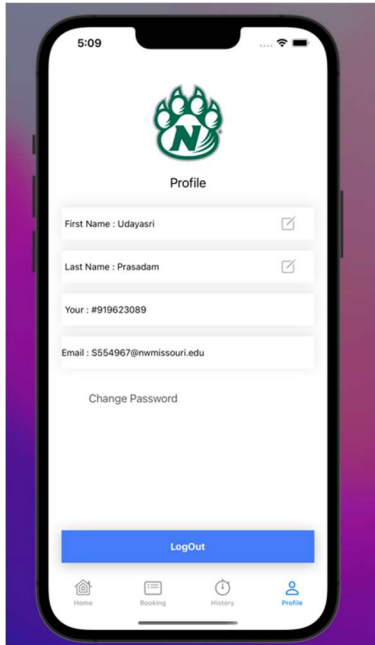 5:09
N
Profile
First Name : Udayasri
Last Name : Prasadam
Your : #919623089
Email : S554967@nwmissouri.edu
Change Password
LogOut
Home Booking History Profile